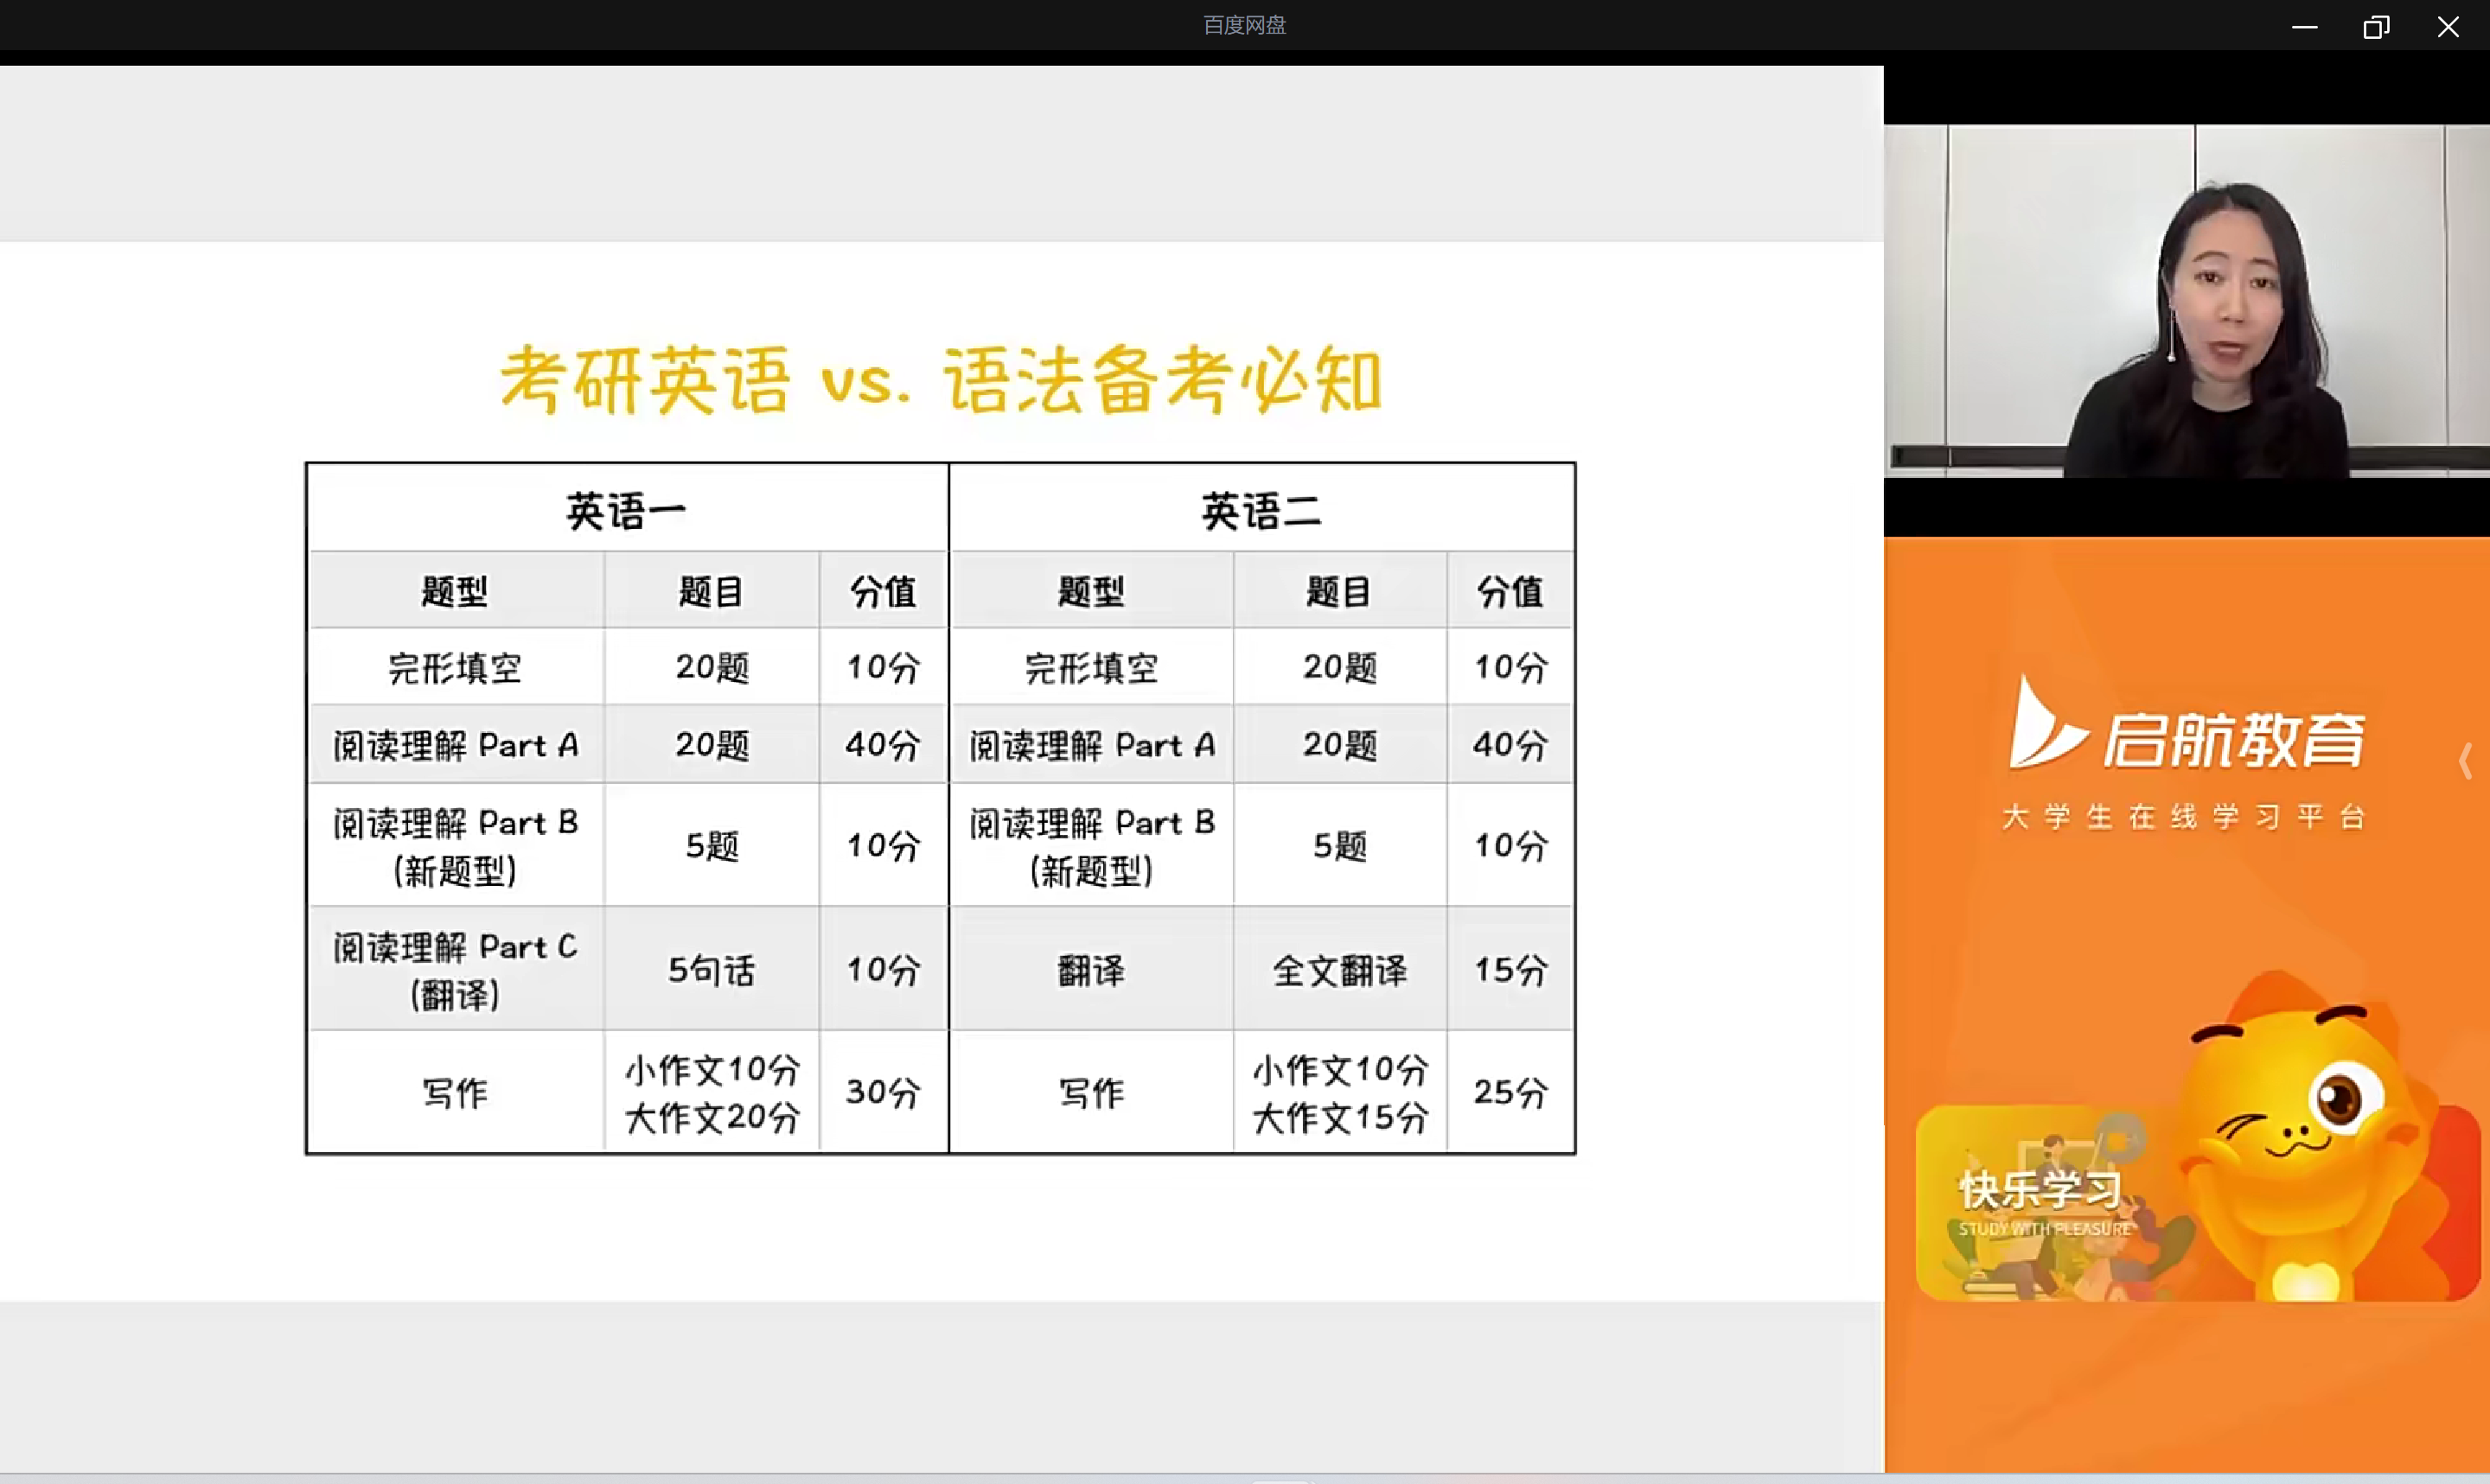 百度网盘
考研英语 vs. 语法备考必知
英语一 英语二
题型 题目 分值 题型 题目 分值
完形填空 20题 10分 完形填空 20题 10分
阅读理解 Part A 20题 40分 阅读理解 Part A 20题 40分
阅读理解 Part B
(新题型) 5题 10分 阅读理解 Part B
(新题型) 5题 10分
阅读理解 Part C
(翻译) 5句话 10分 翻译 全文翻译 15分
写作 小作文10分
大作文20分 30分 写作 小作文10分
大作文15分 25分
启航教育
大学生在线学习平台
快乐学习
STUDY WITH PLEASURE